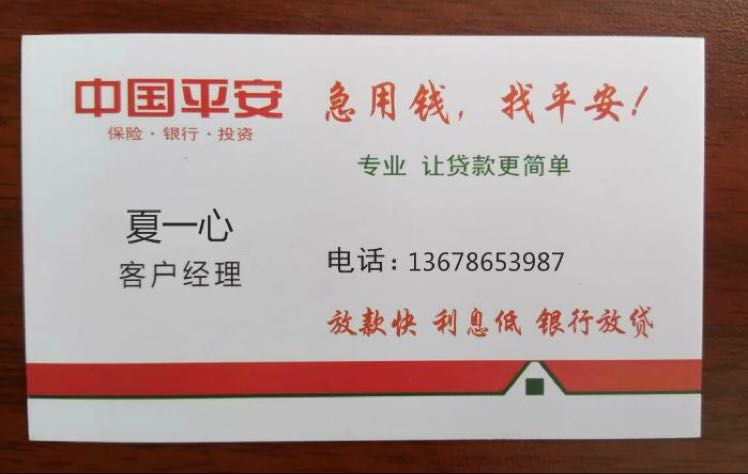 中国平安
保险·银行·投资
急用钱，找平安!
专业 让贷款更简单
夏一心
客户经理
电话：13678653987
放款快 利息低 银行放贷